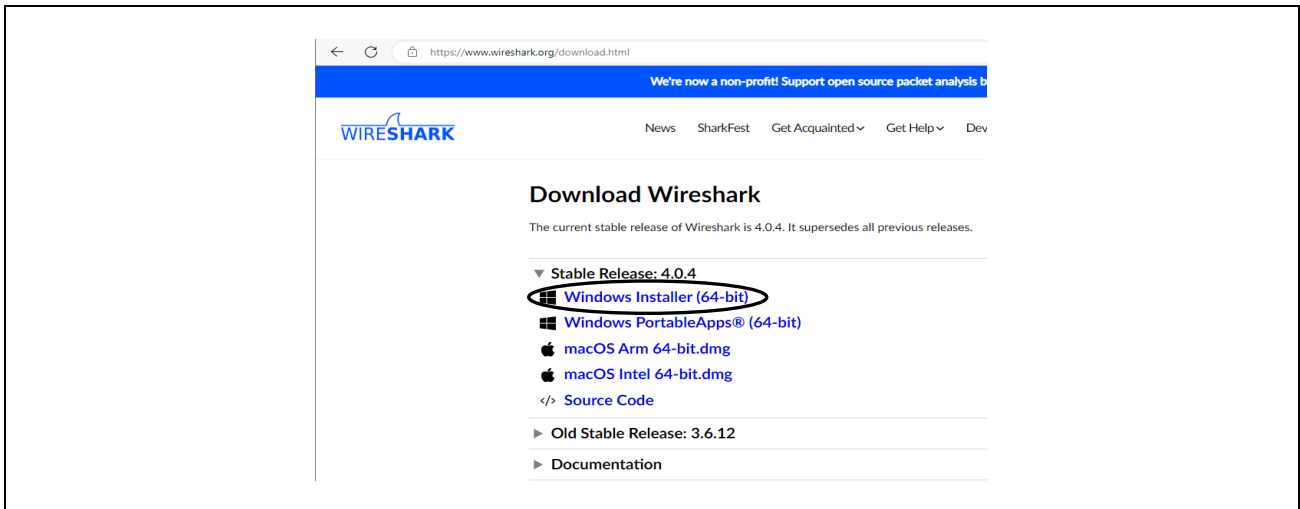 https://www.wireshark.org/download.html
We're now a non-profit! Support open source packet analysis b
WIRESHARK News SharkFest Get Acquainted Get Help Dev
Download Wireshark
The current stable release of Wireshark is 4.0.4. It supersedes all previous releases.
Stable Release: 4.0.4
Windows Installer (64-bit)
Windows PortableApps® (64-bit)
macOS Arm 64-bit.dmg
macOS Intel 64-bit.dmg
</> Source Code
Old Stable Release: 3.6.12
Documentation